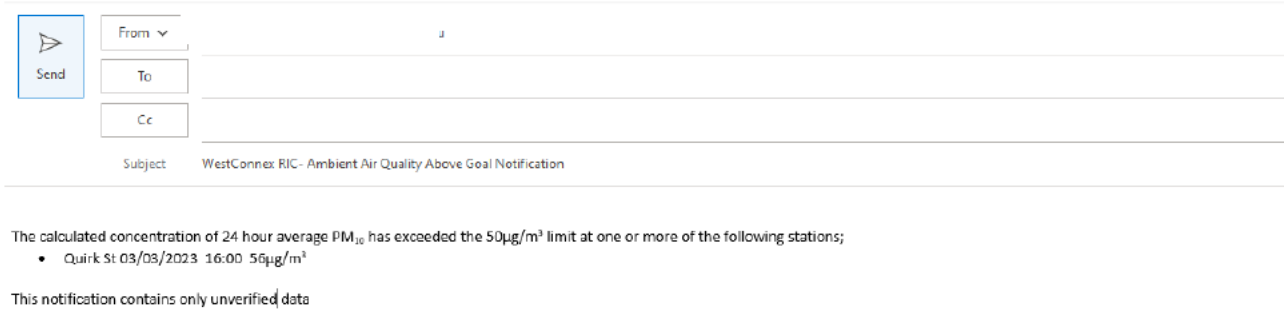 From
Send
To
Cc
Subject WestConnex RIC- Ambient Air Quality Above Goal Notification
The calculated concentration of 24 hour average PM₁₀ has exceeded the 50µg/m³ limit at one or more of the following stations;
• Quirk St 03/03/2023 16:00 56µg/m³
This notification contains only unverified data